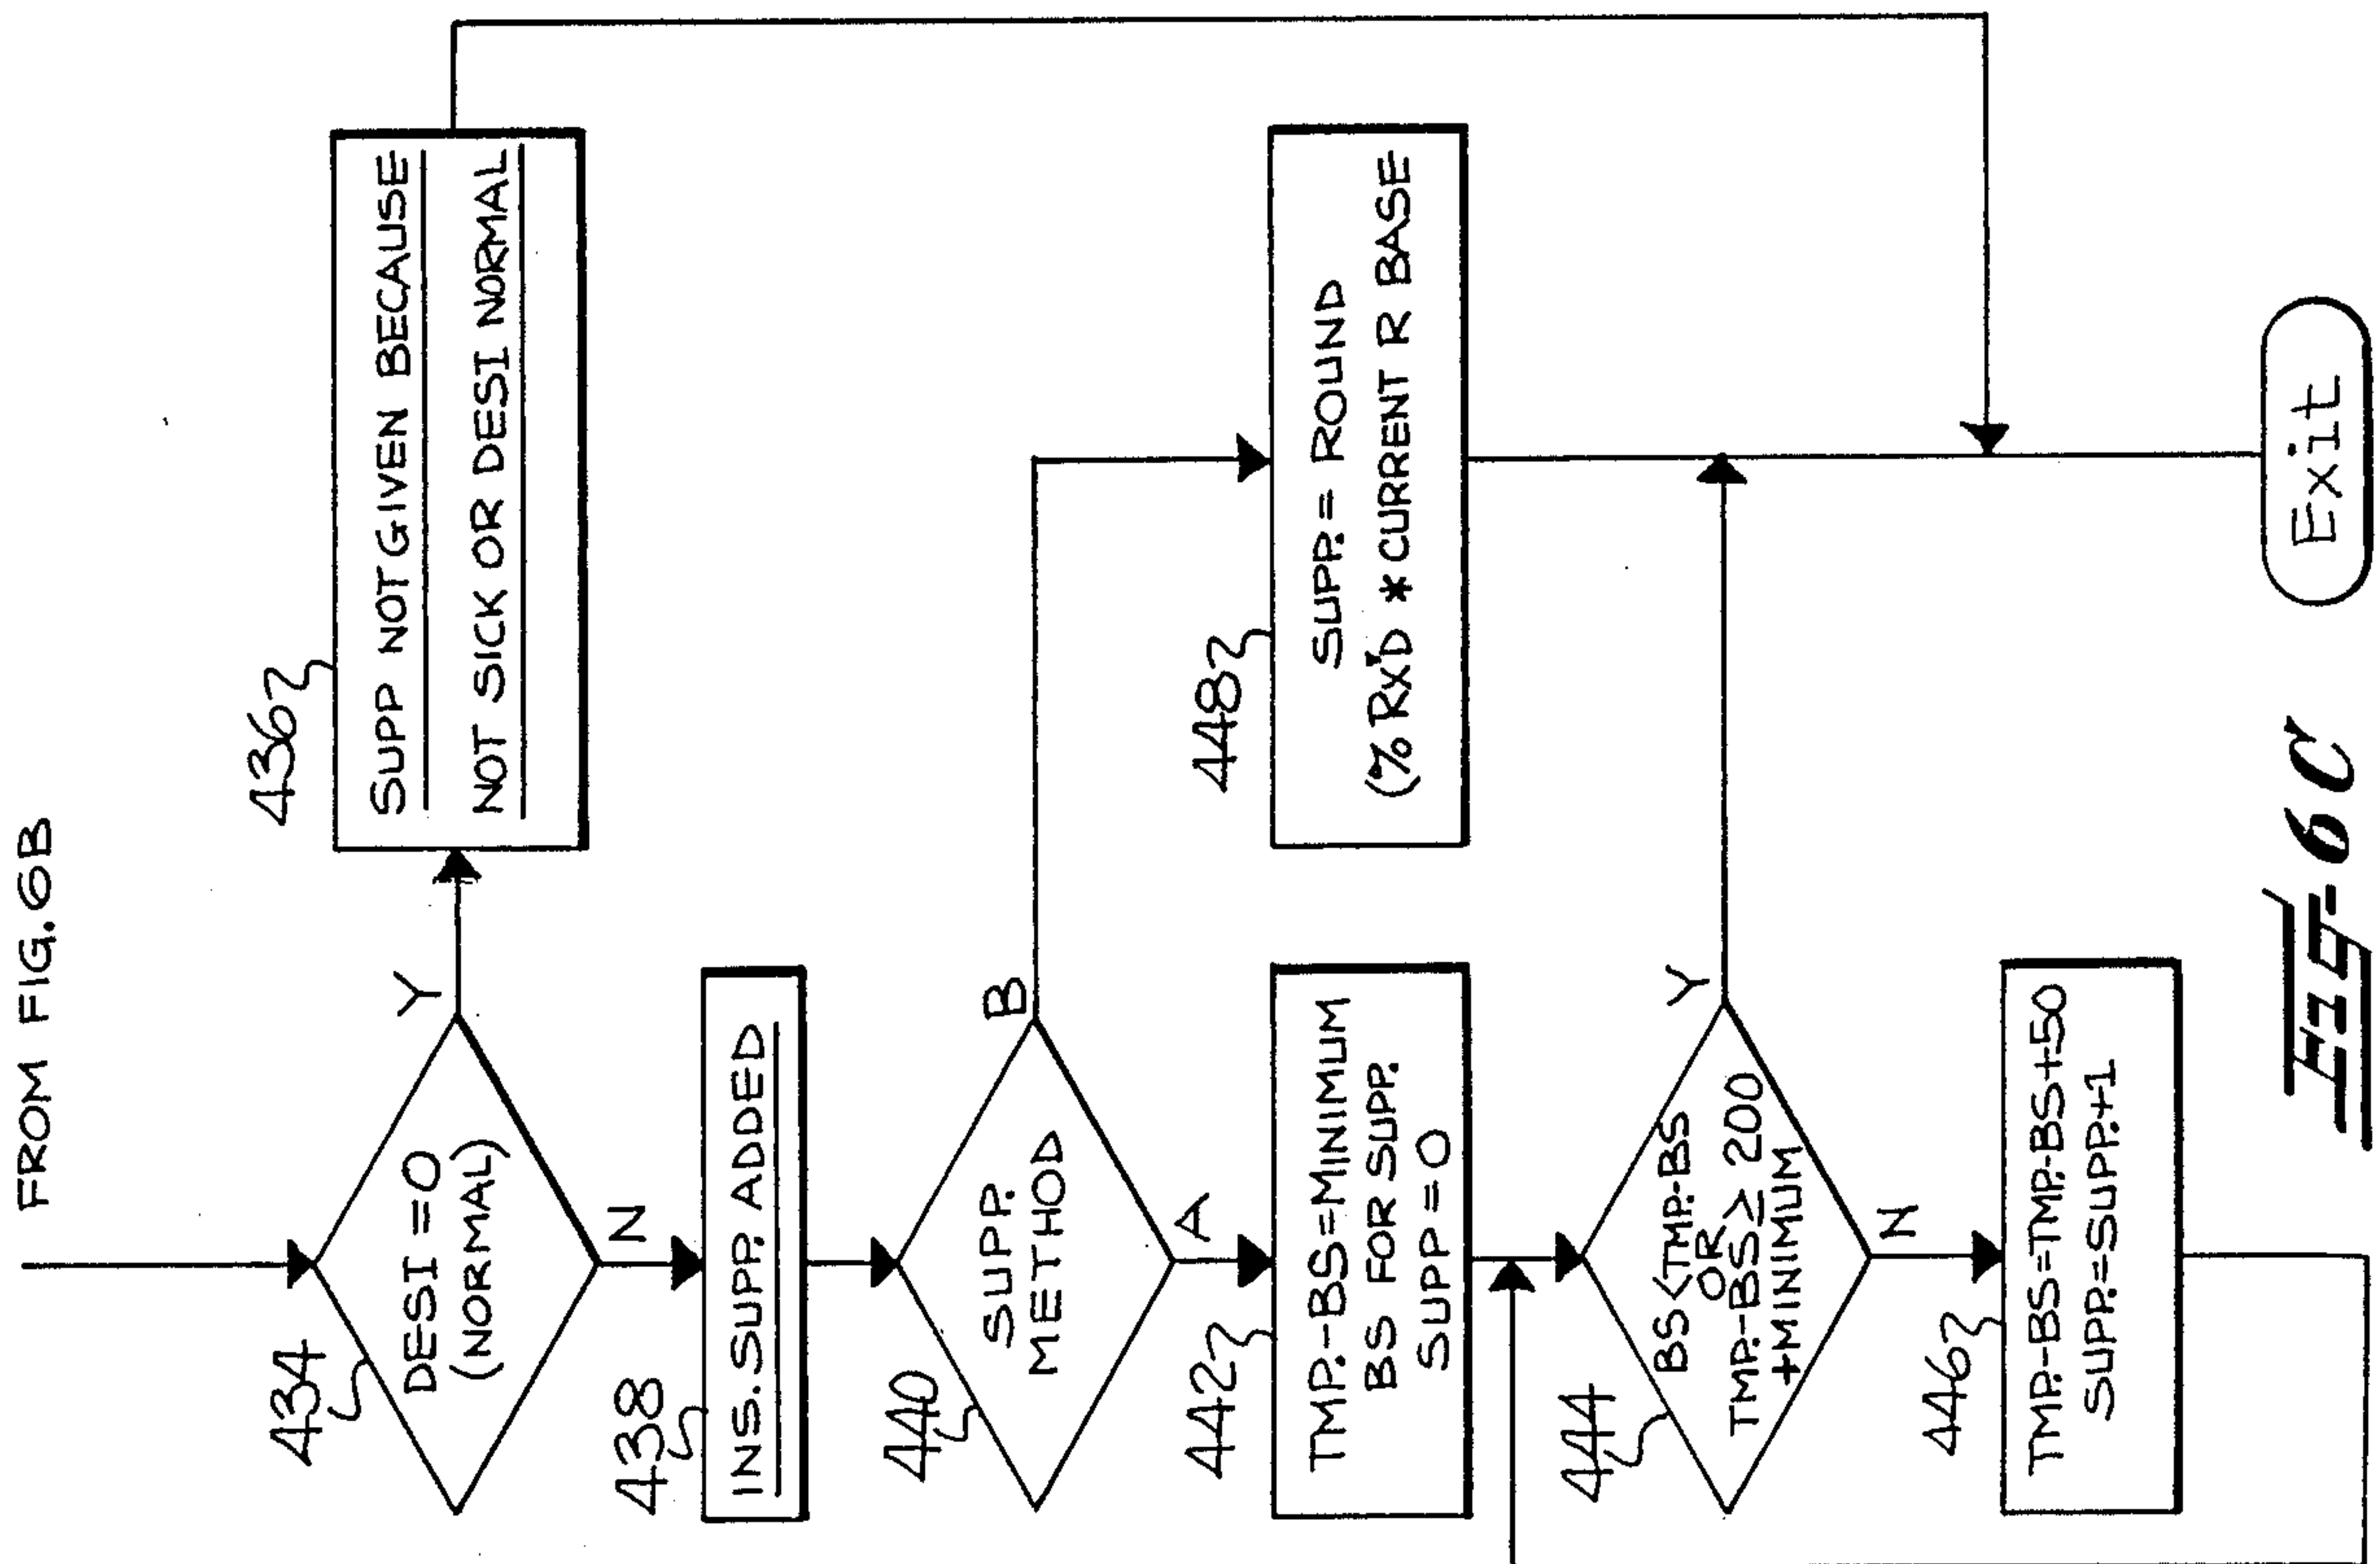 FROM FIG. 6B
434
DESI = 0
(NORMAL)
Y
N
436
SUPP NOT GIVEN BECAUSE
NOT SICK OR DESI NORMAL
438
INS. SUPP. ADDED
440
SUPP.
METHOD
B
A
442
TMP.-BS=MINIMUM
BS FOR SUPP.
SUPP = 0
448
SUPP. = ROUND
(% RX'D * CURRENT R BASE
444
BS < TMP.-BS
OR
TMP.-BS ≥ 200
+MINIMUM
Y
N
446
TMP.-BS=TMP.-BS+50
SUPP.=SUPP.+1
Exit
FIG- 6C